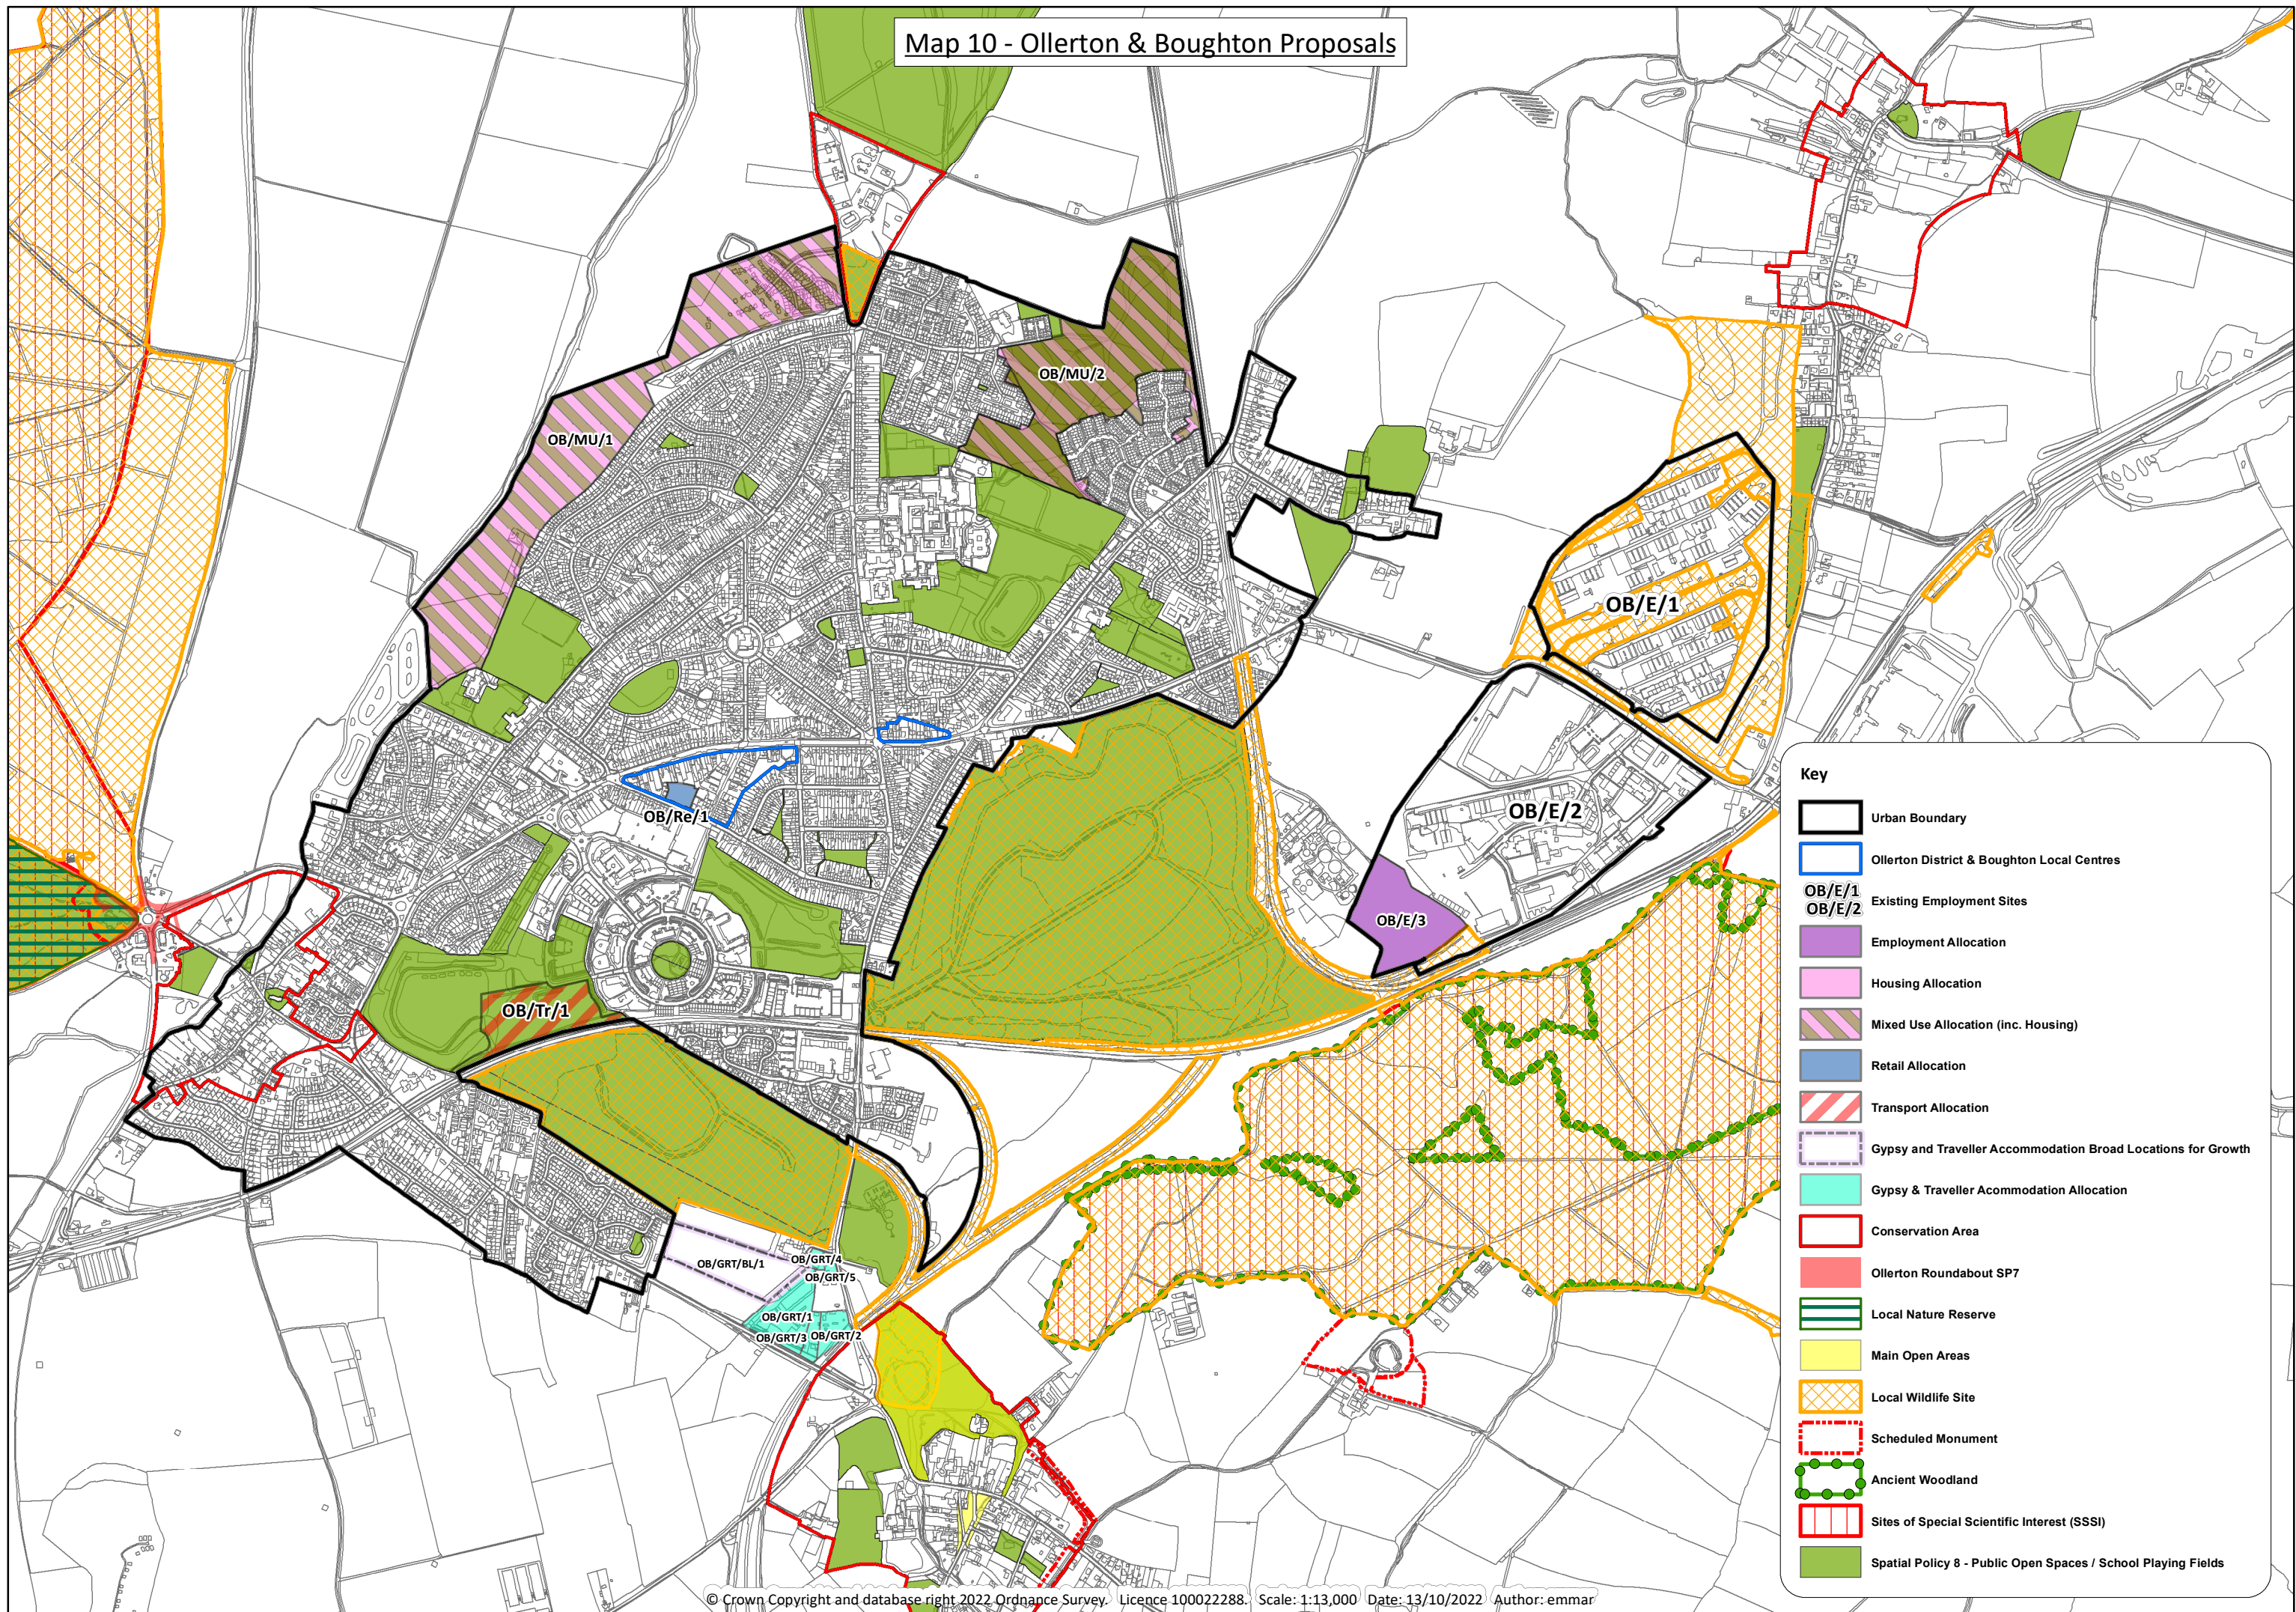 Map 10 - Ollerton & Boughton Proposals
OB/MU/2
OB/MU/1
OB/E/1
OB/E/2
OB/Re/1
OB/E/3
OB/Tr/1
OB/GRT/4
OB/GRT/BL/1
OB/GRT/5
OB/GRT/1
OB/GRT/3
OB/GRT/2
Key
Urban Boundary
Ollerton District & Boughton Local Centres
OB/E/1
OB/E/2
Existing Employment Sites
Employment Allocation
Housing Allocation
Mixed Use Allocation (inc. Housing)
Retail Allocation
Transport Allocation
Gypsy and Traveller Accommodation Broad Locations for Growth
Gypsy & Traveller Acommodation Allocation
Conservation Area
Ollerton Roundabout SP7
Local Nature Reserve
Main Open Areas
Local Wildlife Site
Scheduled Monument
Ancient Woodland
Sites of Special Scientific Interest (SSSI)
Spatial Policy 8 - Public Open Spaces / School Playing Fields
© Crown Copyright and database right 2022 Ordnance Survey. Licence 100022288. Scale: 1:13,000 Date: 13/10/2022 Author: emmar